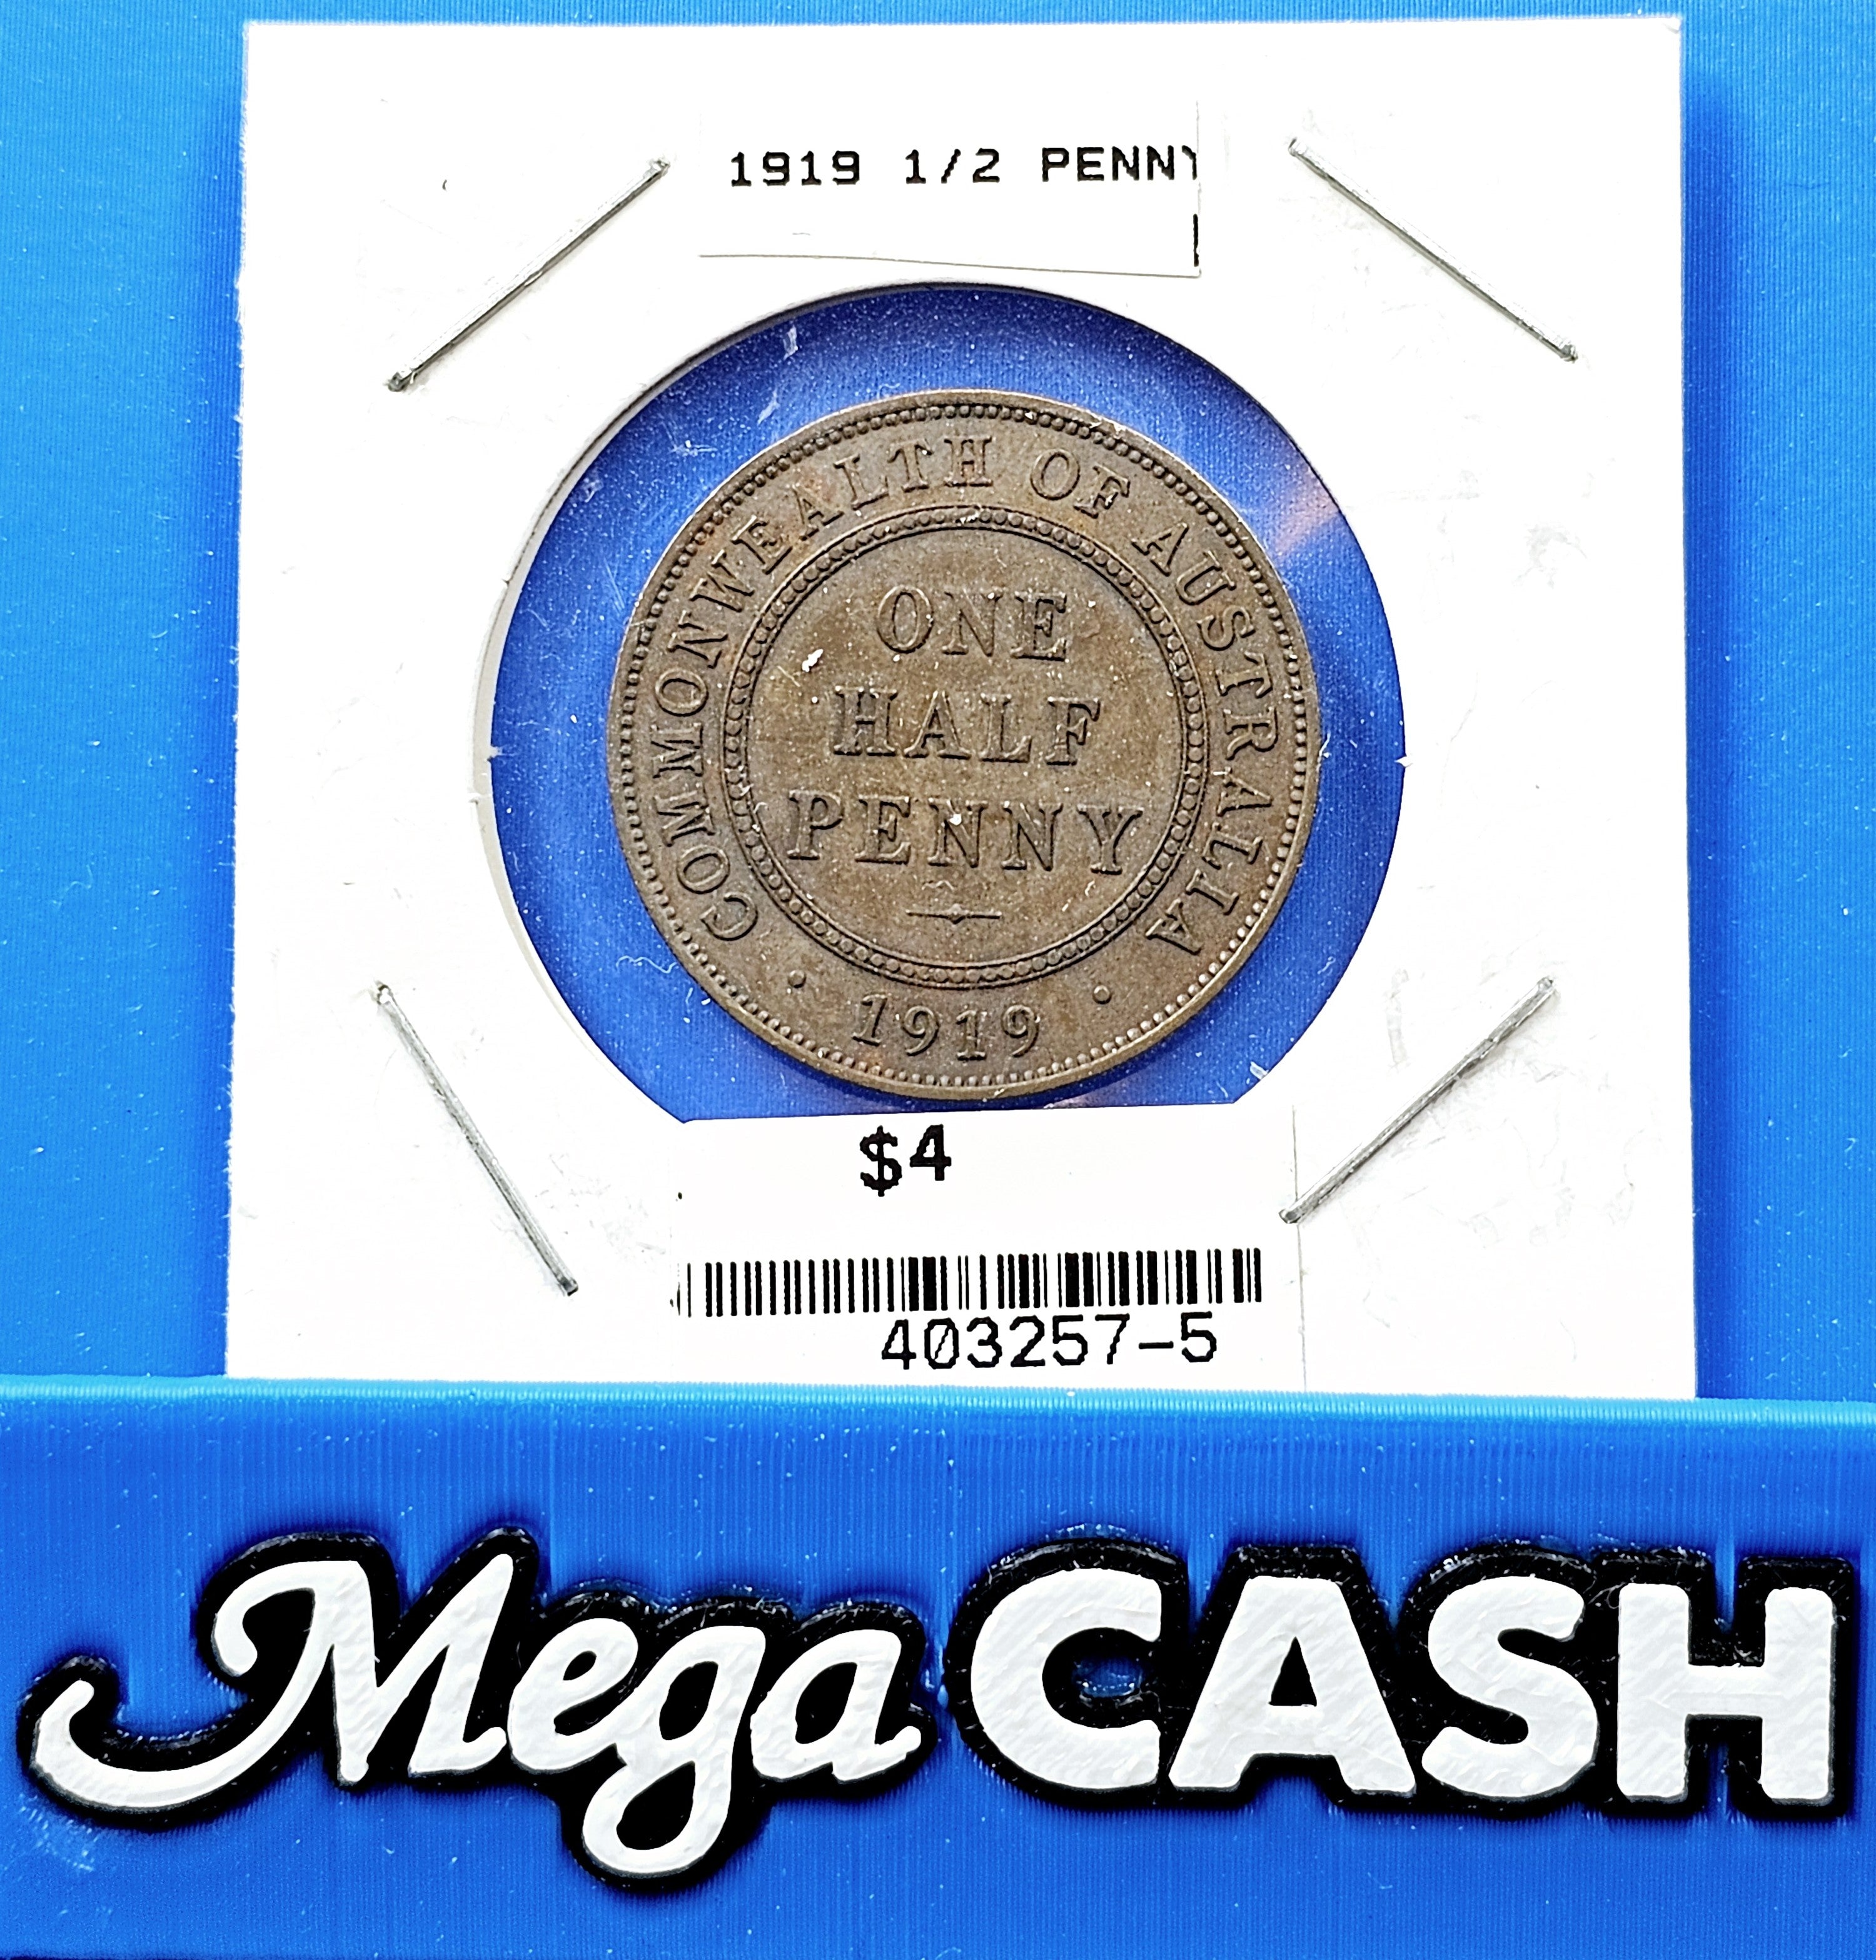 1919 1/2 PENNY
COMMONWEALTH OF AUSTRALIA
ONE
HALF
PENNY
1919
$4
403257-5
Mega CASH